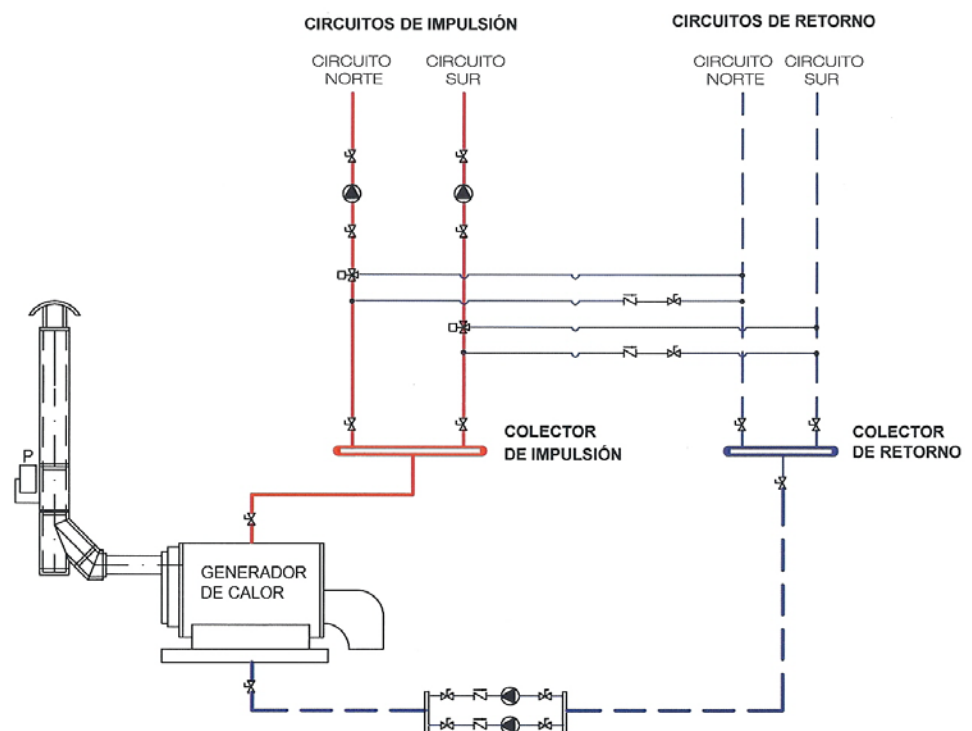 CIRCUITOS DE IMPULSIÓN
CIRCUITO
NORTE
CIRCUITO
SUR
CIRCUITOS DE RETORNO
CIRCUITO
NORTE
CIRCUITO
SUR
COLECTOR
DE IMPULSIÓN
COLECTOR
DE RETORNO
P
GENERADOR
DE CALOR